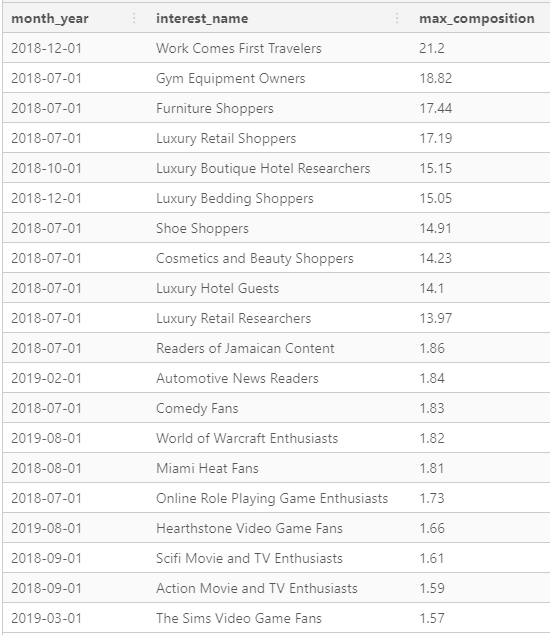 month_year interest_name max_composition
2018-12-01 Work Comes First Travelers 21.2
2018-07-01 Gym Equipment Owners 18.82
2018-07-01 Furniture Shoppers 17.44
2018-07-01 Luxury Retail Shoppers 17.19
2018-10-01 Luxury Boutique Hotel Researchers 15.15
2018-12-01 Luxury Bedding Shoppers 15.05
2018-07-01 Shoe Shoppers 14.91
2018-07-01 Cosmetics and Beauty Shoppers 14.23
2018-07-01 Luxury Hotel Guests 14.1
2018-07-01 Luxury Retail Researchers 13.97
2018-07-01 Readers of Jamaican Content 1.86
2019-02-01 Automotive News Readers 1.84
2018-07-01 Comedy Fans 1.83
2019-08-01 World of Warcraft Enthusiasts 1.82
2018-08-01 Miami Heat Fans 1.81
2018-07-01 Online Role Playing Game Enthusiasts 1.73
2019-08-01 Hearthstone Video Game Fans 1.66
2018-09-01 Scifi Movie and TV Enthusiasts 1.61
2018-09-01 Action Movie and TV Enthusiasts 1.59
2019-03-01 The Sims Video Game Fans 1.57